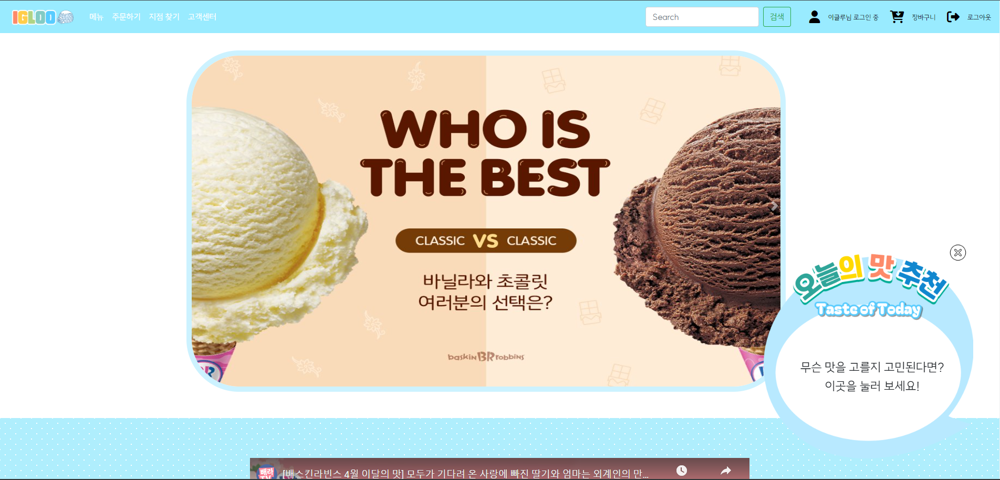 IGLOO
메뉴 주문하기 지점 찾기 고객센터
Search 검색 이글루님 로그인 중 장바구니 로그아웃
WHO IS
THE BEST
CLASSIC VS CLASSIC
바닐라와 초콜릿
여러분의 선택은?
baskin BR robbins
오늘의 맛 추천
Taste of Today
무슨 맛을 고를지 고민된다면?
이곳을 눌러 보세요!
배라
TV
[배스킨라빈스 4월 이달의 맛] 모두가 기다려 온 사랑에 빠진 딸기와 엄마는 외계인의 만...